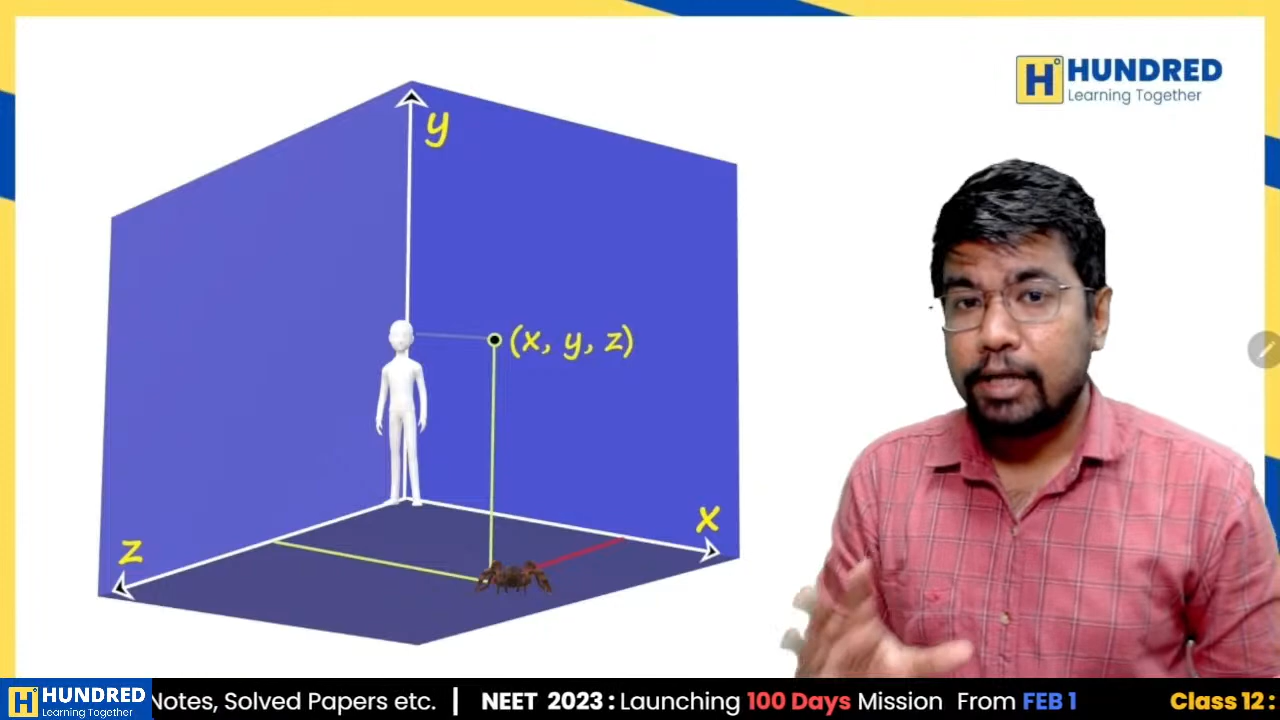 H° HUNDRED
Learning Together
y
(x, y, z)
x
z
H° HUNDRED
Learning Together
Notes, Solved Papers etc. | NEET 2023 : Launching 100 Days Mission From FEB 1 Class 12 :